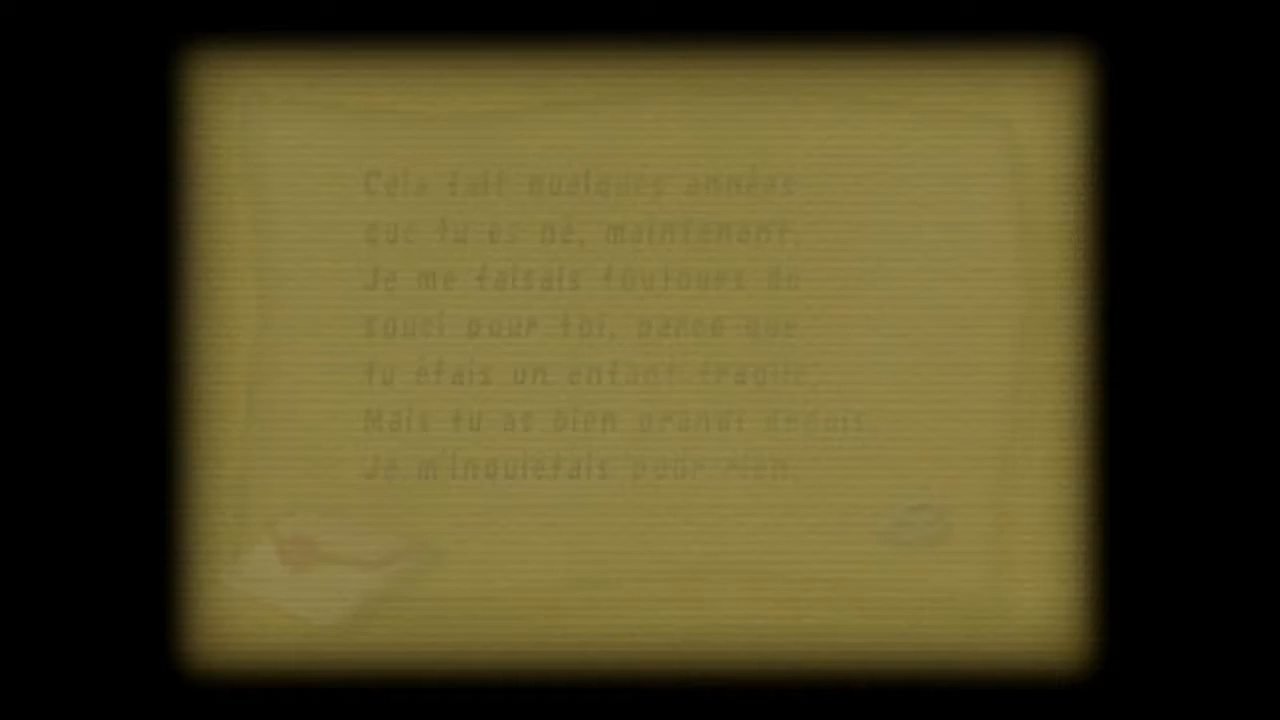 Cela fait quelques années
que tu es né, maintenant.
Je me faisais toujours du
souci pour toi, parce que
tu étais un enfant fragile.
Mais tu as bien grandi depuis.
Je m'inquiétais pour rien.